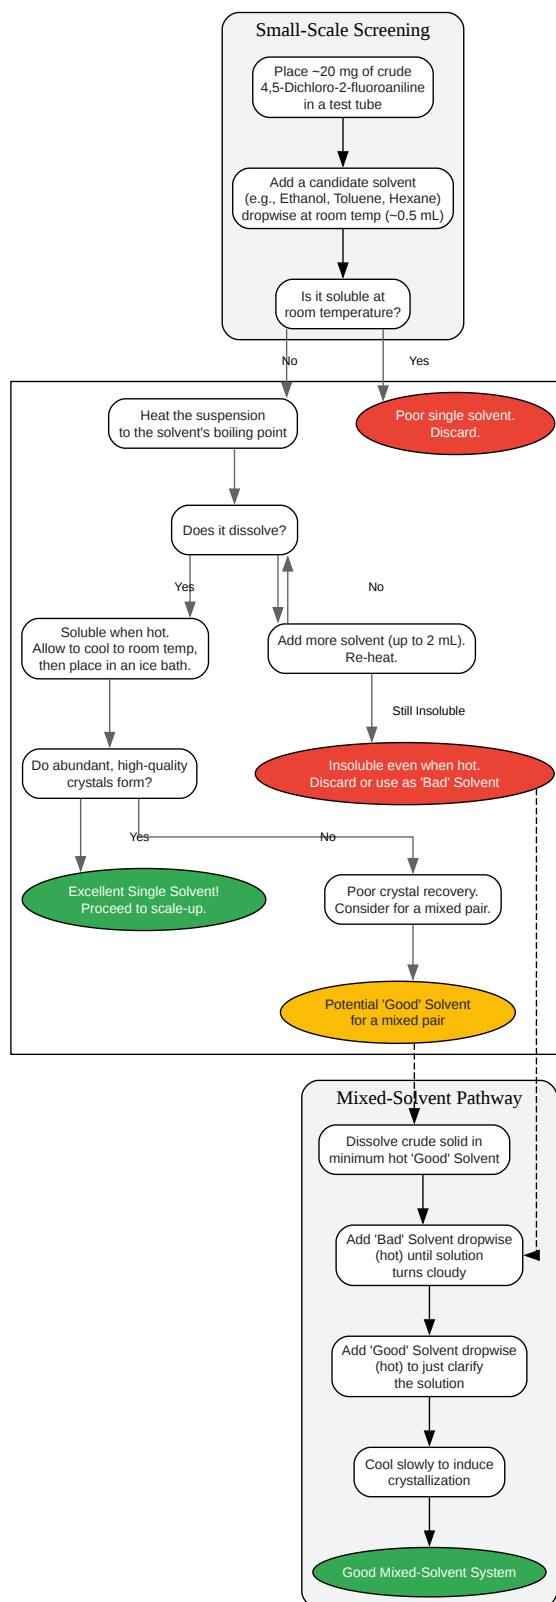 Small-Scale Screening
Place ~20 mg of crude
4,5-Dichloro-2-fluoroaniline
in a test tube
Add a candidate solvent
(e.g., Ethanol, Toluene, Hexane)
dropwise at room temp (~0.5 mL)
Is it soluble at
room temperature?
No
Yes
Heat the suspension
to the solvent's boiling point
Poor single solvent.
Discard.
Does it dissolve?
Yes
No
Soluble when hot.
Allow to cool to room temp,
then place in an ice bath.
Add more solvent (up to 2 mL).
Re-heat.
Still Insoluble
Do abundant, high-quality
crystals form?
Insoluble even when hot.
Discard or use as 'Bad' Solvent
Yes
No
Excellent Single Solvent!
Proceed to scale-up.
Poor crystal recovery.
Consider for a mixed pair.
Potential 'Good' Solvent
for a mixed pair
Mixed-Solvent Pathway
Dissolve crude solid in
minimum hot 'Good' Solvent
Add 'Bad' Solvent dropwise
(hot) until solution
turns cloudy
Add 'Good' Solvent dropwise
(hot) to just clarify
the solution
Cool slowly to induce
crystallization
Good Mixed-Solvent System